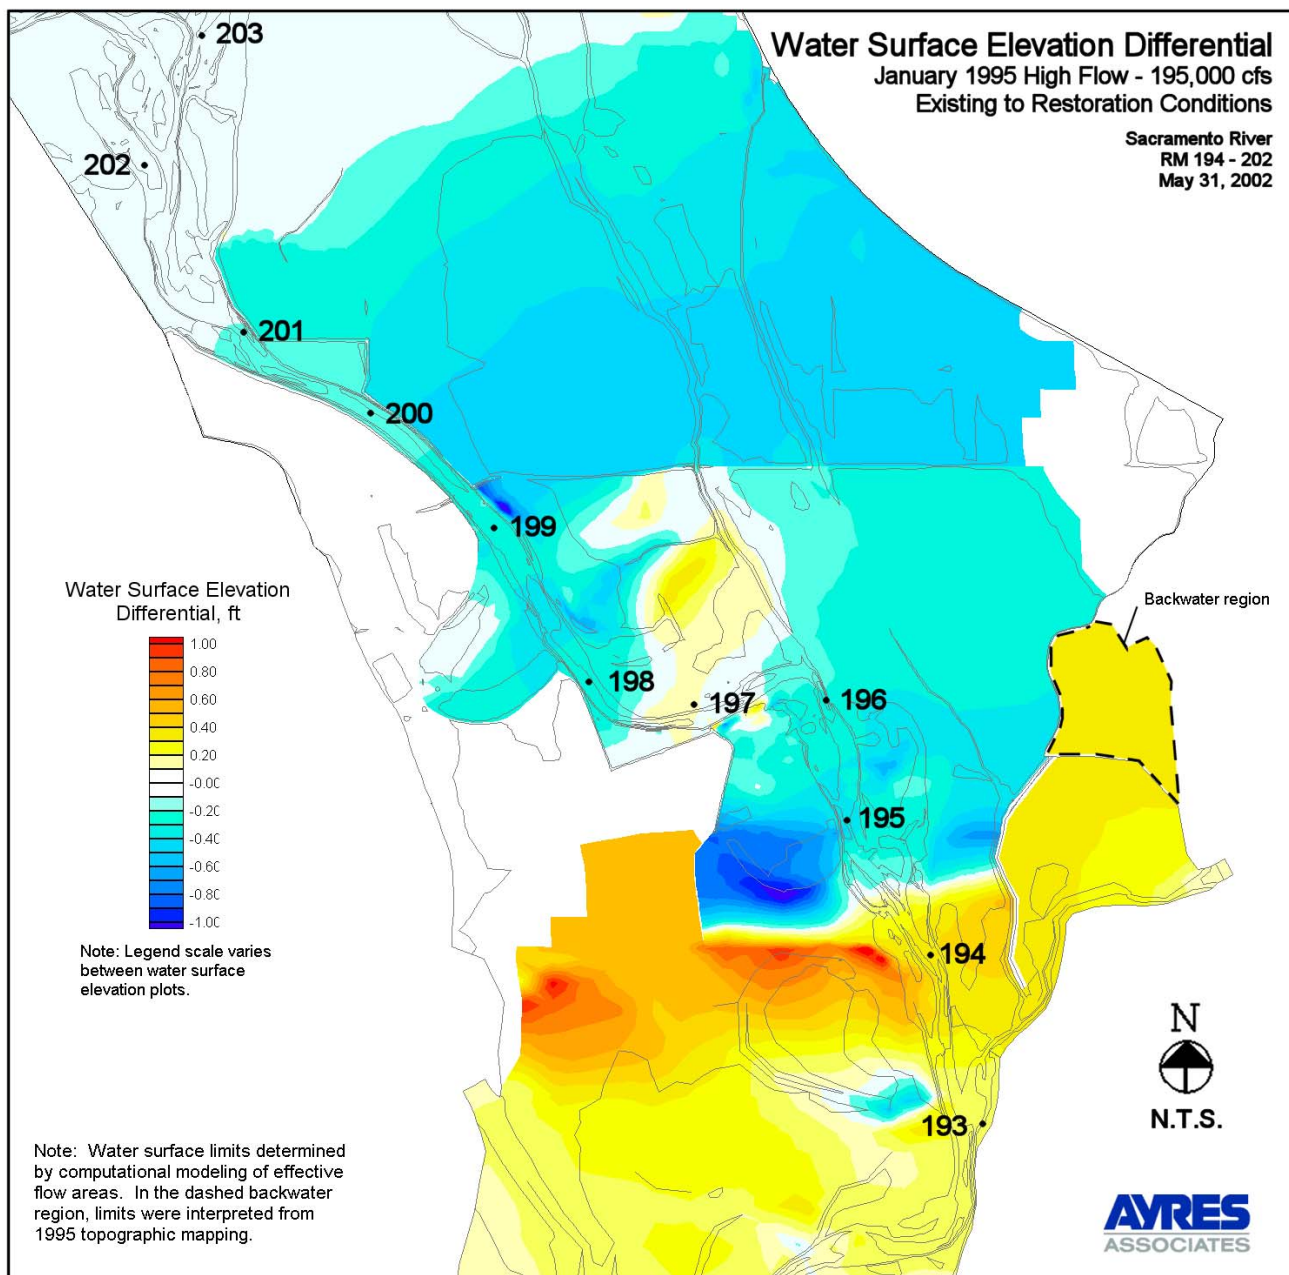 Water Surface Elevation Differential
January 1995 High Flow - 195,000 cfs
Existing to Restoration Conditions
Sacramento River
RM 194 - 202
May 31, 2002
203
202
201
200
199
198
197
196
195
194
193
Backwater region
Water Surface Elevation
Differential, ft
1.00
0.80
0.60
0.40
0.20
-0.00
-0.20
-0.40
-0.60
-0.80
-1.00
Note: Legend scale varies
between water surface
elevation plots.
N
N.T.S.
Note: Water surface limits determined
by computational modeling of effective
flow areas. In the dashed backwater
region, limits were interpreted from
1995 topographic mapping.
AYRES
ASSOCIATES